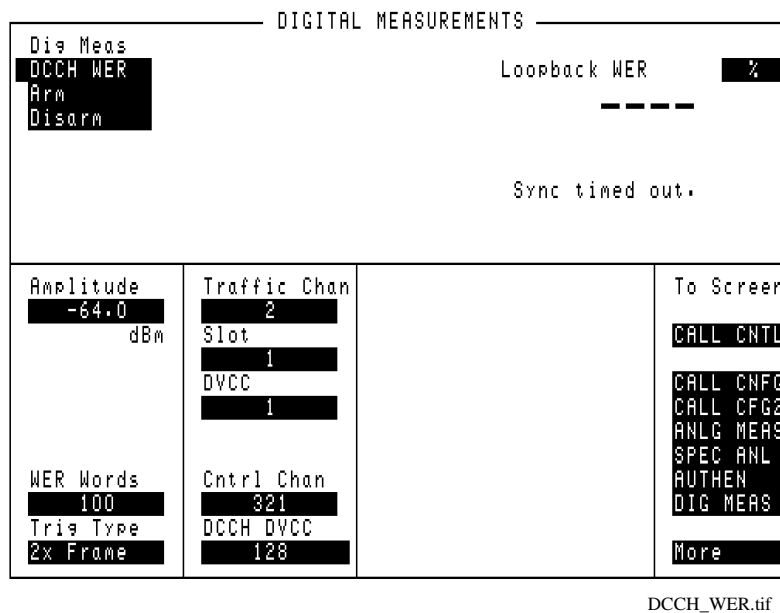 DIGITAL MEASUREMENTS
Dig Meas
DCCH WER
Arm
Disarm
Loopback WER %
----
Sync timed out.
Amplitude
-64.0
dBm
WER Words
100
Trig Type
2x Frame
Traffic Chan
2
Slot
1
DVCC
1
Cntrl Chan
321
DCCH DVCC
128
To Screen
CALL CNTL
CALL CNFG
CALL CFG2
ANLG MEAS
SPEC ANL
AUTHEN
DIG MEAS
More
DCCH_WER.tif